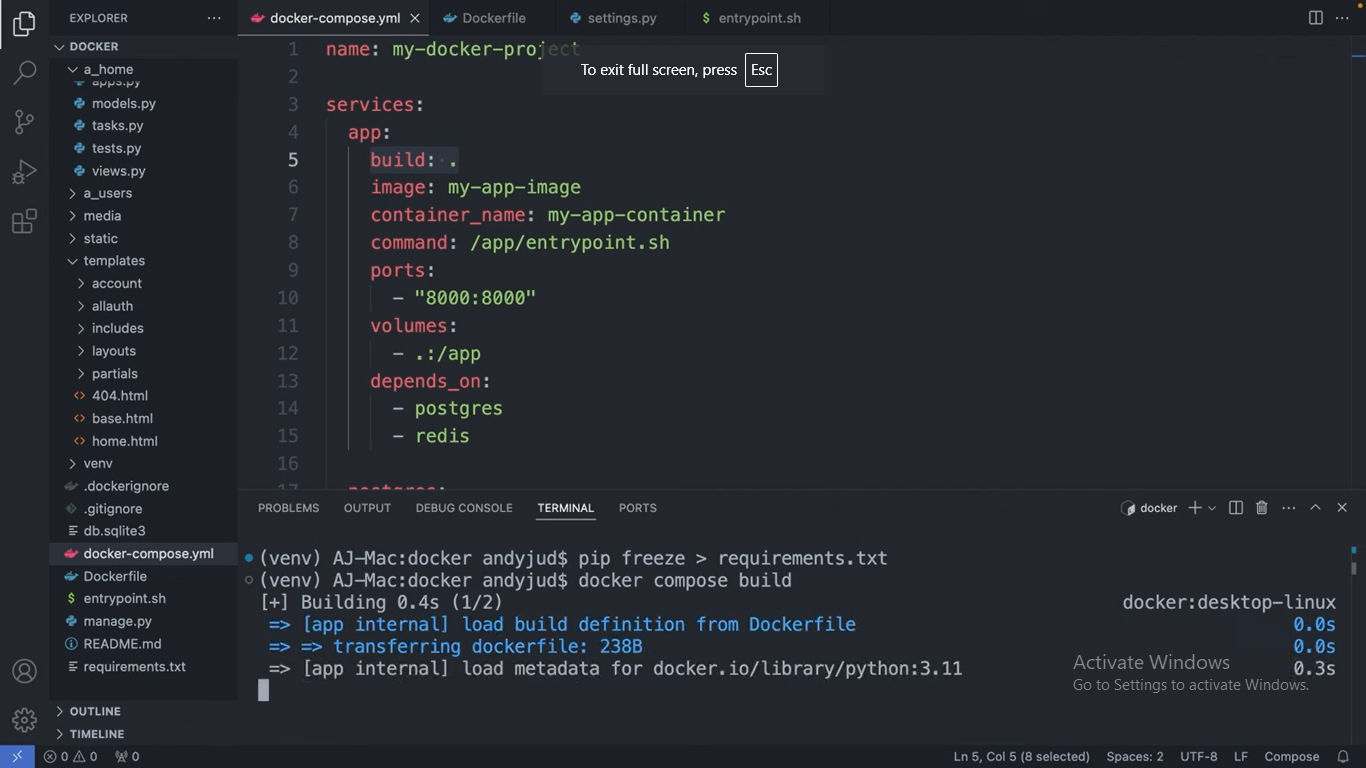 EXPLORER
docker-compose.yml
Dockerfile
settings.py
$ entrypoint.sh
DOCKER
a_home
apps.py
models.py
tasks.py
tests.py
views.py
a_users
media
static
templates
account
allauth
includes
layouts
partials
<> 404.html
<> base.html
<> home.html
venv
.dockerignore
.gitignore
db.sqlite3
docker-compose.yml
Dockerfile
$ entrypoint.sh
manage.py
README.md
requirements.txt
OUTLINE
TIMELINE
1 name: my-docker-project
To exit full screen, press Esc
2
3 services:
4 app:
5 build: .
6 image: my-app-image
7 container_name: my-app-container
8 command: /app/entrypoint.sh
9 ports:
10 - "8000:8000"
11 volumes:
12 - .:/app
13 depends_on:
14 - postgres
15 - redis
16
17 postgres:
PROBLEMS OUTPUT DEBUG CONSOLE TERMINAL PORTS
docker
(venv) AJ-Mac:docker andyjud$ pip freeze > requirements.txt
(venv) AJ-Mac:docker andyjud$ docker compose build
[+] Building 0.4s (1/2) docker:desktop-linux
=> [app internal] load build definition from Dockerfile 0.0s
=> => transferring dockerfile: 238B 0.0s
=> [app internal] load metadata for docker.io/library/python:3.11 0.3s
Activate Windows
Go to Settings to activate Windows.
0 0 0
Ln 5, Col 5 (8 selected) Spaces: 2 UTF-8 LF Compose